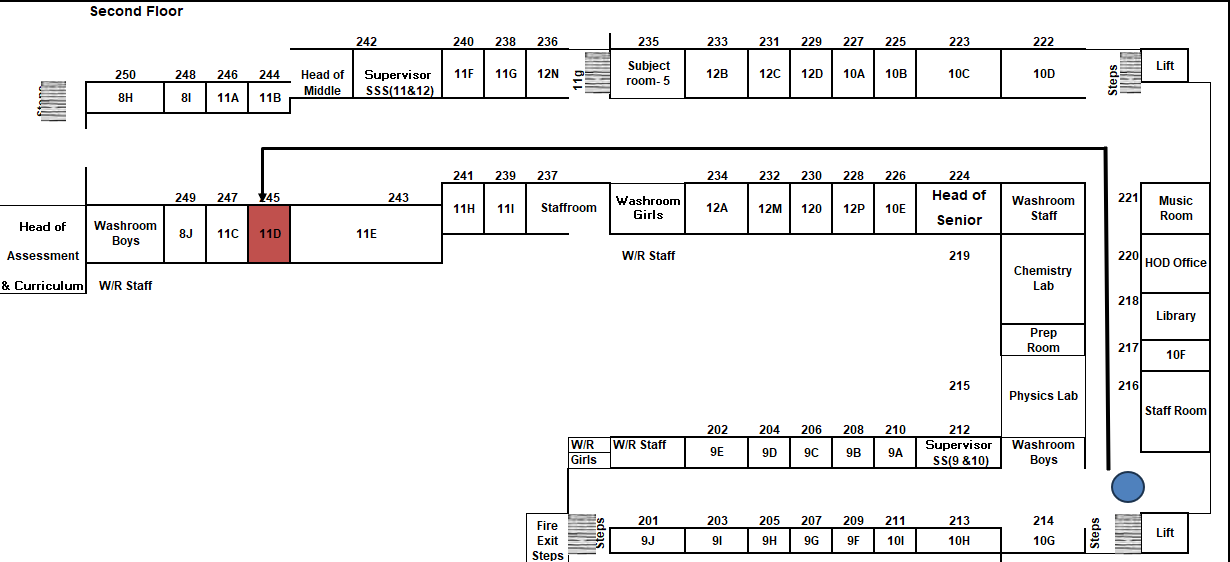 Second Floor
242
240
238
236
235
233
231
229
227
225
223
222
250
248
246
244
Head of
Middle
Supervisor
SSS(11&12)
11F
11G
12N
11g
Subject
room- 5
12B
12C
12D
10A
10B
10C
10D
Steps
Lift
8H
8I
11A
11B
241
239
237
234
232
230
228
226
224
249
247
245
243
11H
11I
Staffroom
Washroom
Girls
12A
12M
120
12P
10E
Head of
Senior
Washroom
Staff
221
Music
Room
Head of
Assessment
& Curriculum
Washroom
Boys
8J
11C
11D
11E
W/R Staff
W/R Staff
219
Chemistry
Lab
220
HOD Office
218
Library
Prep
Room
217
10F
215
Physics Lab
216
Staff Room
202
204
206
208
210
212
W/R
Girls
W/R Staff
9E
9D
9C
9B
9A
Supervisor
SS(9 &10)
Washroom
Boys
201
203
205
207
209
211
213
214
Fire
Exit
Steps
Steps
9J
9I
9H
9G
9F
10I
10H
10G
Steps
Lift